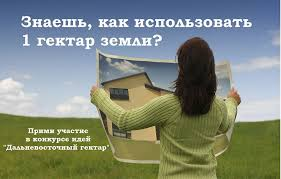 Знаешь, как использовать
1 гектар земли?
Прими участие
в конкурсе идей
"Дальневосточный гектар"